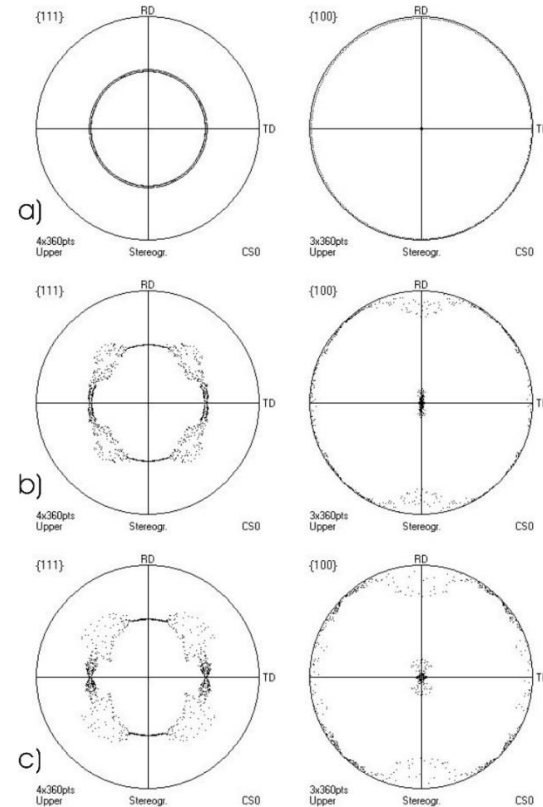 {111}
RD
TD
a)
4x360pts
Upper
Stereogr.
CS0
{100}
RD
TD
3x360pts
Upper
Stereogr.
CS0
{111}
RD
TD
b)
4x360pts
Upper
Stereogr.
CS0
{100}
RD
3x360pts
Upper
Stereogr.
CS0
{111}
RD
TD
c)
4x360pts
Upper
Stereogr.
CS0
{100}
RD
3x360pts
Upper
Stereogr.
CS0